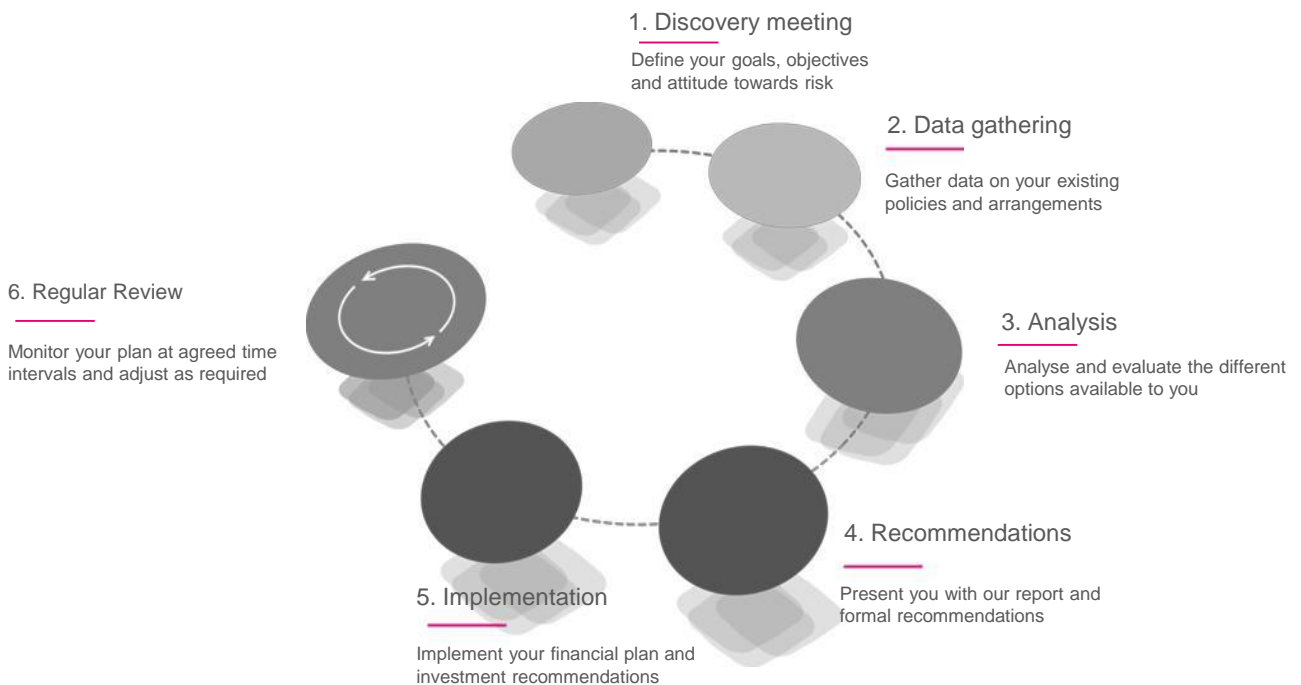 1. Discovery meeting
Define your goals, objectives
and attitude towards risk
2. Data gathering
Gather data on your existing
policies and arrangements
3. Analysis
Analyse and evaluate the different
options available to you
4. Recommendations
Present you with our report and
formal recommendations
5. Implementation
Implement your financial plan and
investment recommendations
6. Regular Review
Monitor your plan at agreed time
intervals and adjust as required